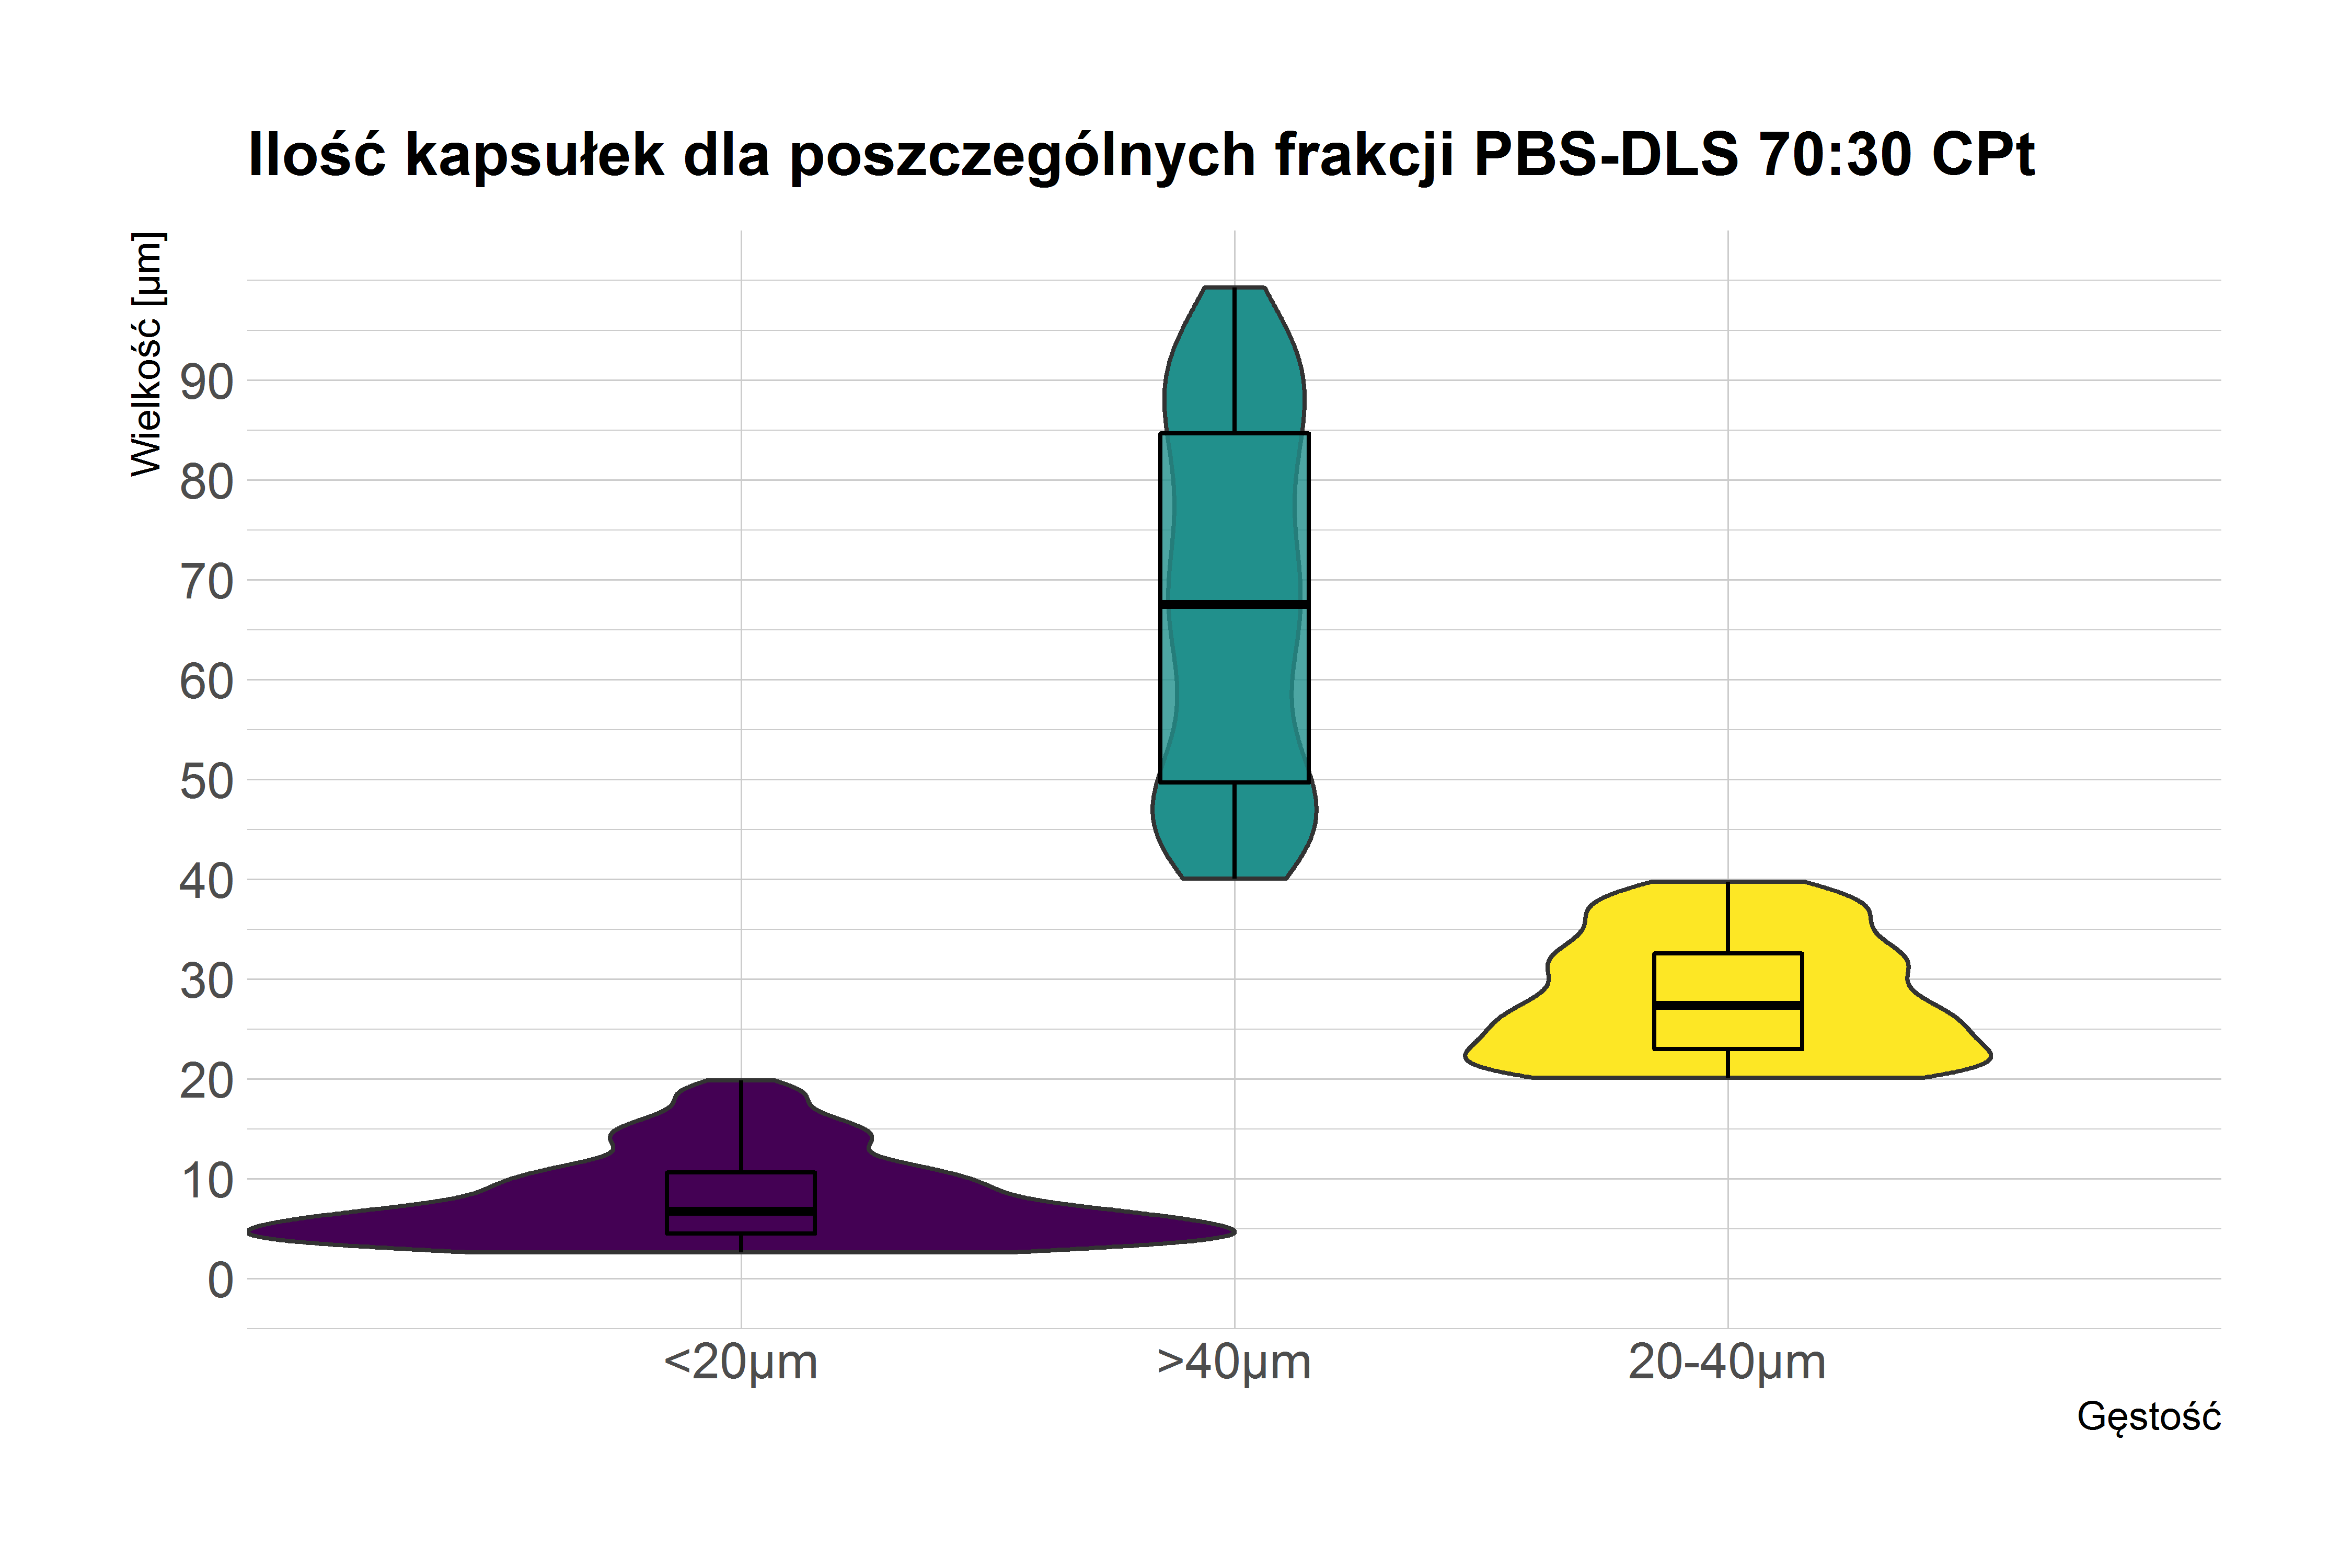 Ilość kapsułek dla poszczególnych frakcji PBS-DLS 70:30 CPt
Wielkość [µm]
90
80
70
60
50
40
30
20
10
0
<20µm
>40µm
20-40µm
Gęstość